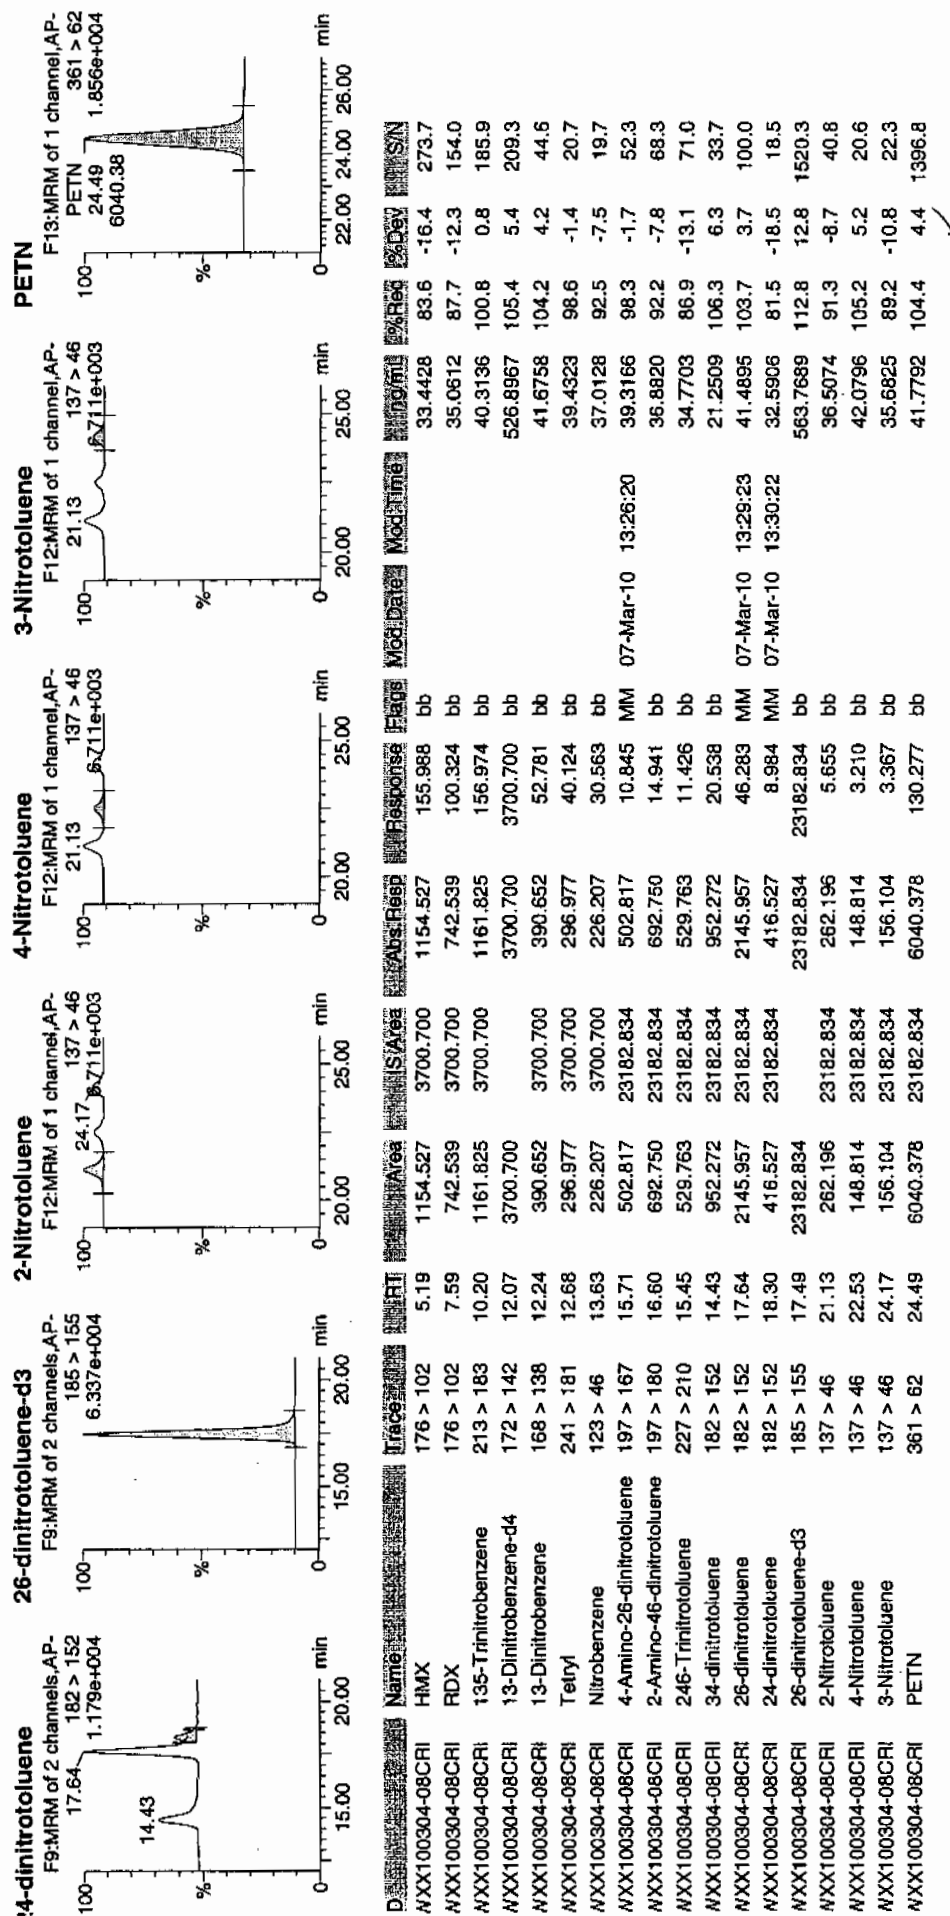 24-dinitrotoluene
F9:MRM of 2 channels,AP-
182 > 152
1.179e+004
17.64
14.43
100
%
0
15.00
20.00
min
26-dinitrotoluene-d3
F9:MRM of 2 channels,AP-
185 > 155
6.337e+004
100
%
0
15.00
20.00
min
2-Nitrotoluene
F12:MRM of 1 channel,AP-
137 > 46
6.711e+003
24.17
100
%
0
20.00
25.00
min
4-Nitrotoluene
F12:MRM of 1 channel,AP-
137 > 46
6.711e+003
21.13
100
%
0
20.00
25.00
min
3-Nitrotoluene
F12:MRM of 1 channel,AP-
137 > 46
6.711e+003
21.13
100
%
0
20.00
25.00
min
PETN
F13:MRM of 1 channel,AP-
361 > 62
1.856e+004
PETN
24.49
6040.38
100
%
0
22.00
24.00
26.00
min
D Name Trace RT Area IS Area Abs.Resp Response Flags Mod.Date Mod.Time ng/mL %Rec %Dev S/N
WXX100304-08CRI HMX 176 > 102 5.19 1154.527 3700.700 1154.527 155.988 bb 33.4428 83.6 -16.4 273.7
WXX100304-08CRI RDX 176 > 102 7.59 742.539 3700.700 742.539 100.324 bb 35.0612 87.7 -12.3 154.0
WXX100304-08CRI 135-Trinitrobenzene 213 > 183 10.20 1161.825 3700.700 1161.825 156.974 bb 40.3136 100.8 0.8 185.9
WXX100304-08CRI 13-Dinitrobenzene-d4 172 > 142 12.07 3700.700 3700.700 3700.700 bb 526.8967 105.4 5.4 209.3
WXX100304-08CRI 13-Dinitrobenzene 168 > 138 12.24 390.652 3700.700 390.652 52.781 bb 41.6758 104.2 4.2 44.6
WXX100304-08CRI Tetryl 241 > 181 12.68 296.977 3700.700 296.977 40.124 bb 39.4323 98.6 -1.4 20.7
WXX100304-08CRI Nitrobenzene 123 > 46 13.63 226.207 3700.700 226.207 30.563 bb 37.0128 92.5 -7.5 19.7
WXX100304-08CRI 4-Amino-26-dinitrotoluene 197 > 167 15.71 502.817 23182.834 502.817 10.845 MM 07-Mar-10 13:26:20 39.3166 98.3 -1.7 52.3
WXX100304-08CRI 2-Amino-46-dinitrotoluene 197 > 180 16.60 692.750 23182.834 692.750 14.941 bb 36.8820 92.2 -7.8 68.3
WXX100304-08CRI 246-Trinitrotoluene 227 > 210 15.45 529.763 23182.834 529.763 11.426 bb 34.7703 86.9 -13.1 71.0
WXX100304-08CRI 34-dinitrotoluene 182 > 152 14.43 952.272 23182.834 952.272 20.538 bb 21.2509 106.3 6.3 33.7
WXX100304-08CRI 26-dinitrotoluene 182 > 152 17.64 2145.957 23182.834 2145.957 46.283 MM 07-Mar-10 13:29:23 41.4895 103.7 3.7 100.0
WXX100304-08CRI 24-dinitrotoluene 182 > 152 18.30 416.527 23182.834 416.527 8.984 MM 07-Mar-10 13:30:22 32.5906 81.5 -18.5 18.5
WXX100304-08CRI 26-dinitrotoluene-d3 185 > 155 17.49 23182.834 23182.834 23182.834 bb 563.7689 112.8 12.8 1520.3
WXX100304-08CRI 2-Nitrotoluene 137 > 46 21.13 262.196 23182.834 262.196 5.655 bb 36.5074 91.3 -8.7 40.8
WXX100304-08CRI 4-Nitrotoluene 137 > 46 22.53 148.814 23182.834 148.814 3.210 bb 42.0796 105.2 5.2 20.6
WXX100304-08CRI 3-Nitrotoluene 137 > 46 24.17 156.104 23182.834 156.104 3.367 bb 35.6825 89.2 -10.8 22.3
WXX100304-08CRI PETN 361 > 62 24.49 6040.378 23182.834 6040.378 130.277 bb 41.7792 104.4 4.4 1396.8